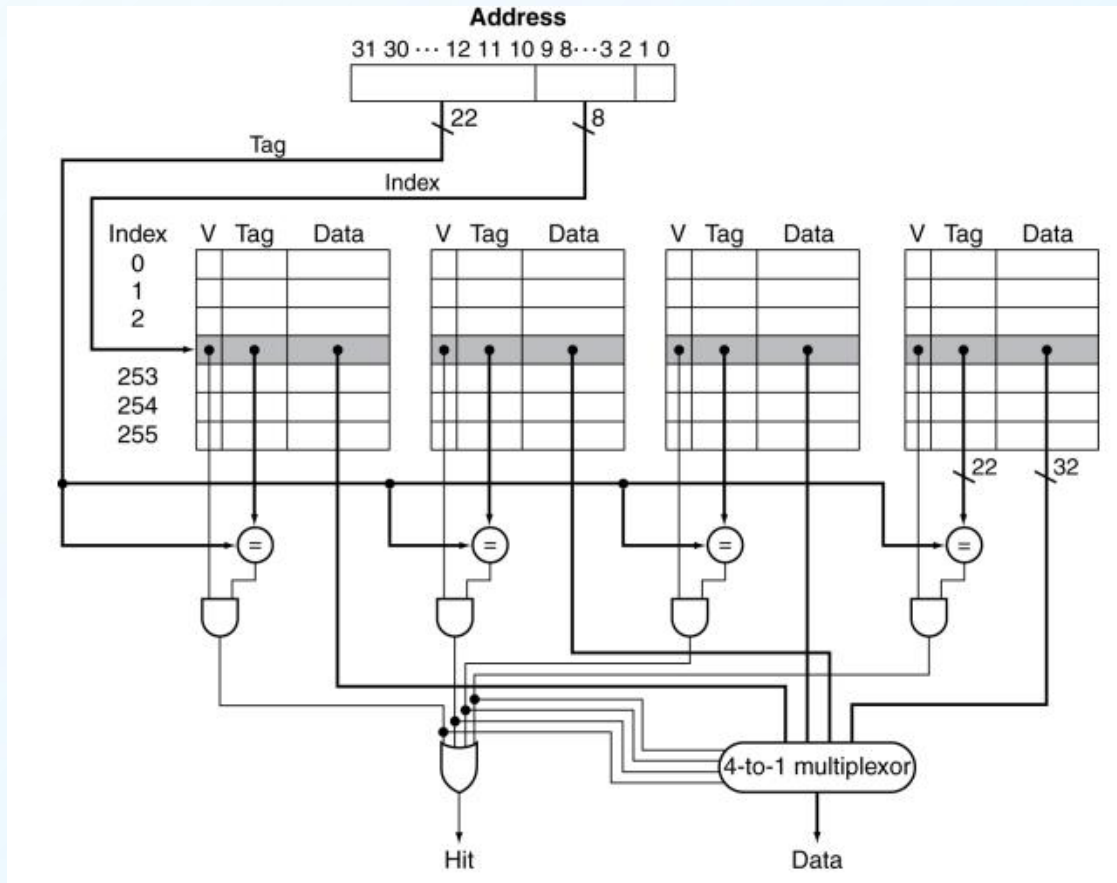 Address
31 30 ··· 12 11 10 9 8···3 2 1 0
22 8
Tag
Index
Index V Tag Data V Tag Data V Tag Data V Tag Data
0
1
2
253
254
255
22 32
= = = =
4-to-1 multiplexor
Hit Data